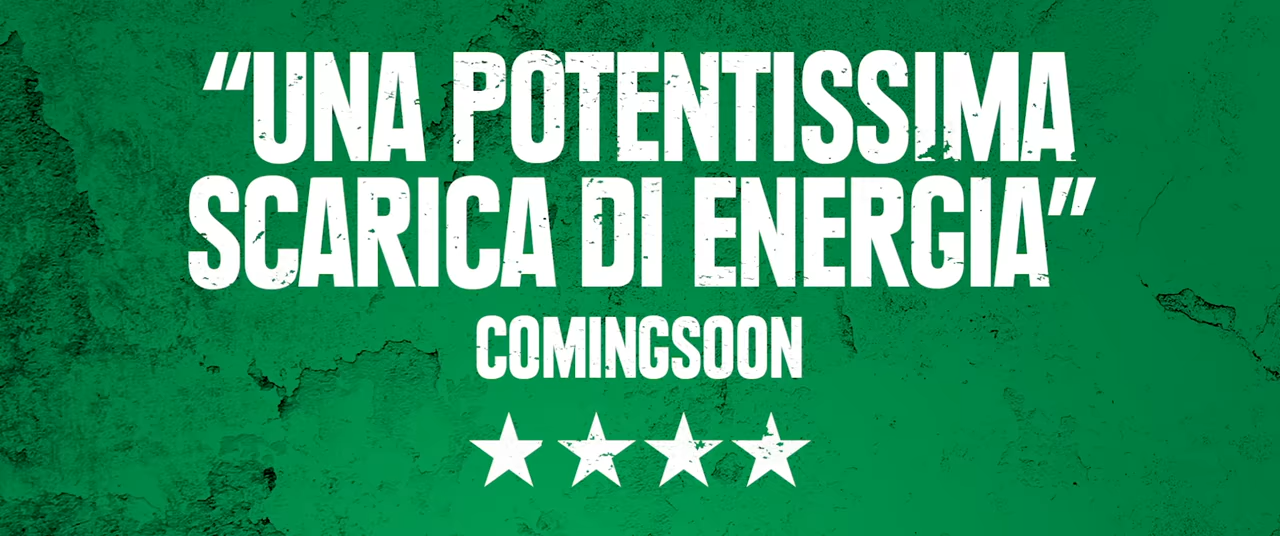 “UNA POTENTISSIMA
SCARICA DI ENERGIA”
COMINGSOON